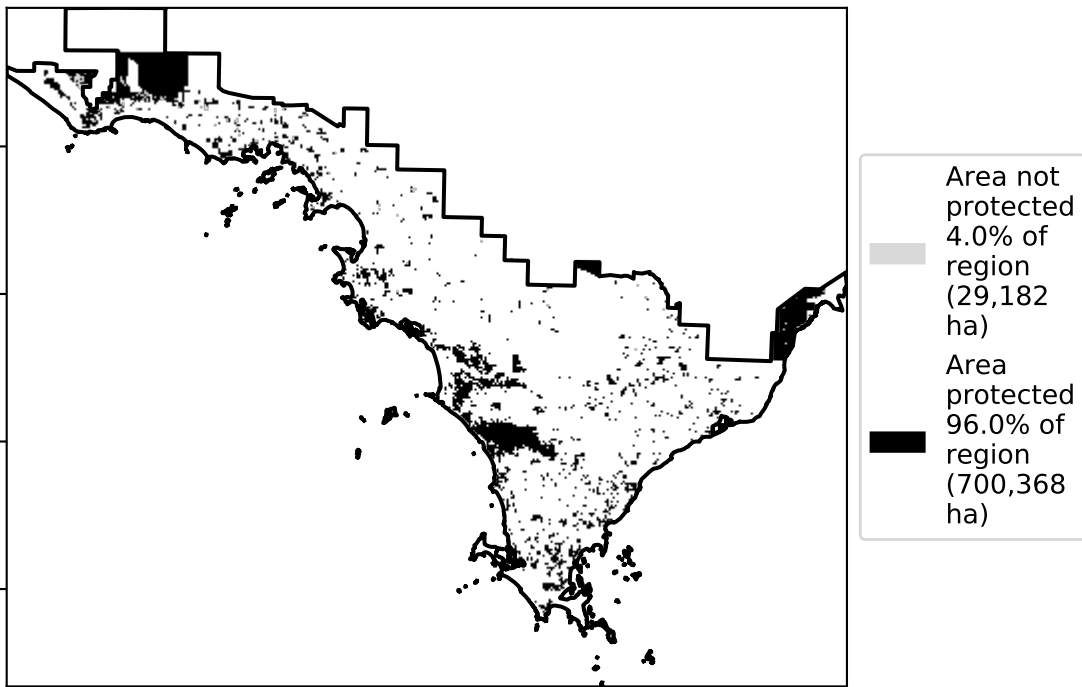 Area not
protected
4.0% of
region
(29,182
ha)
Area
protected
96.0% of
region
(700,368
ha)